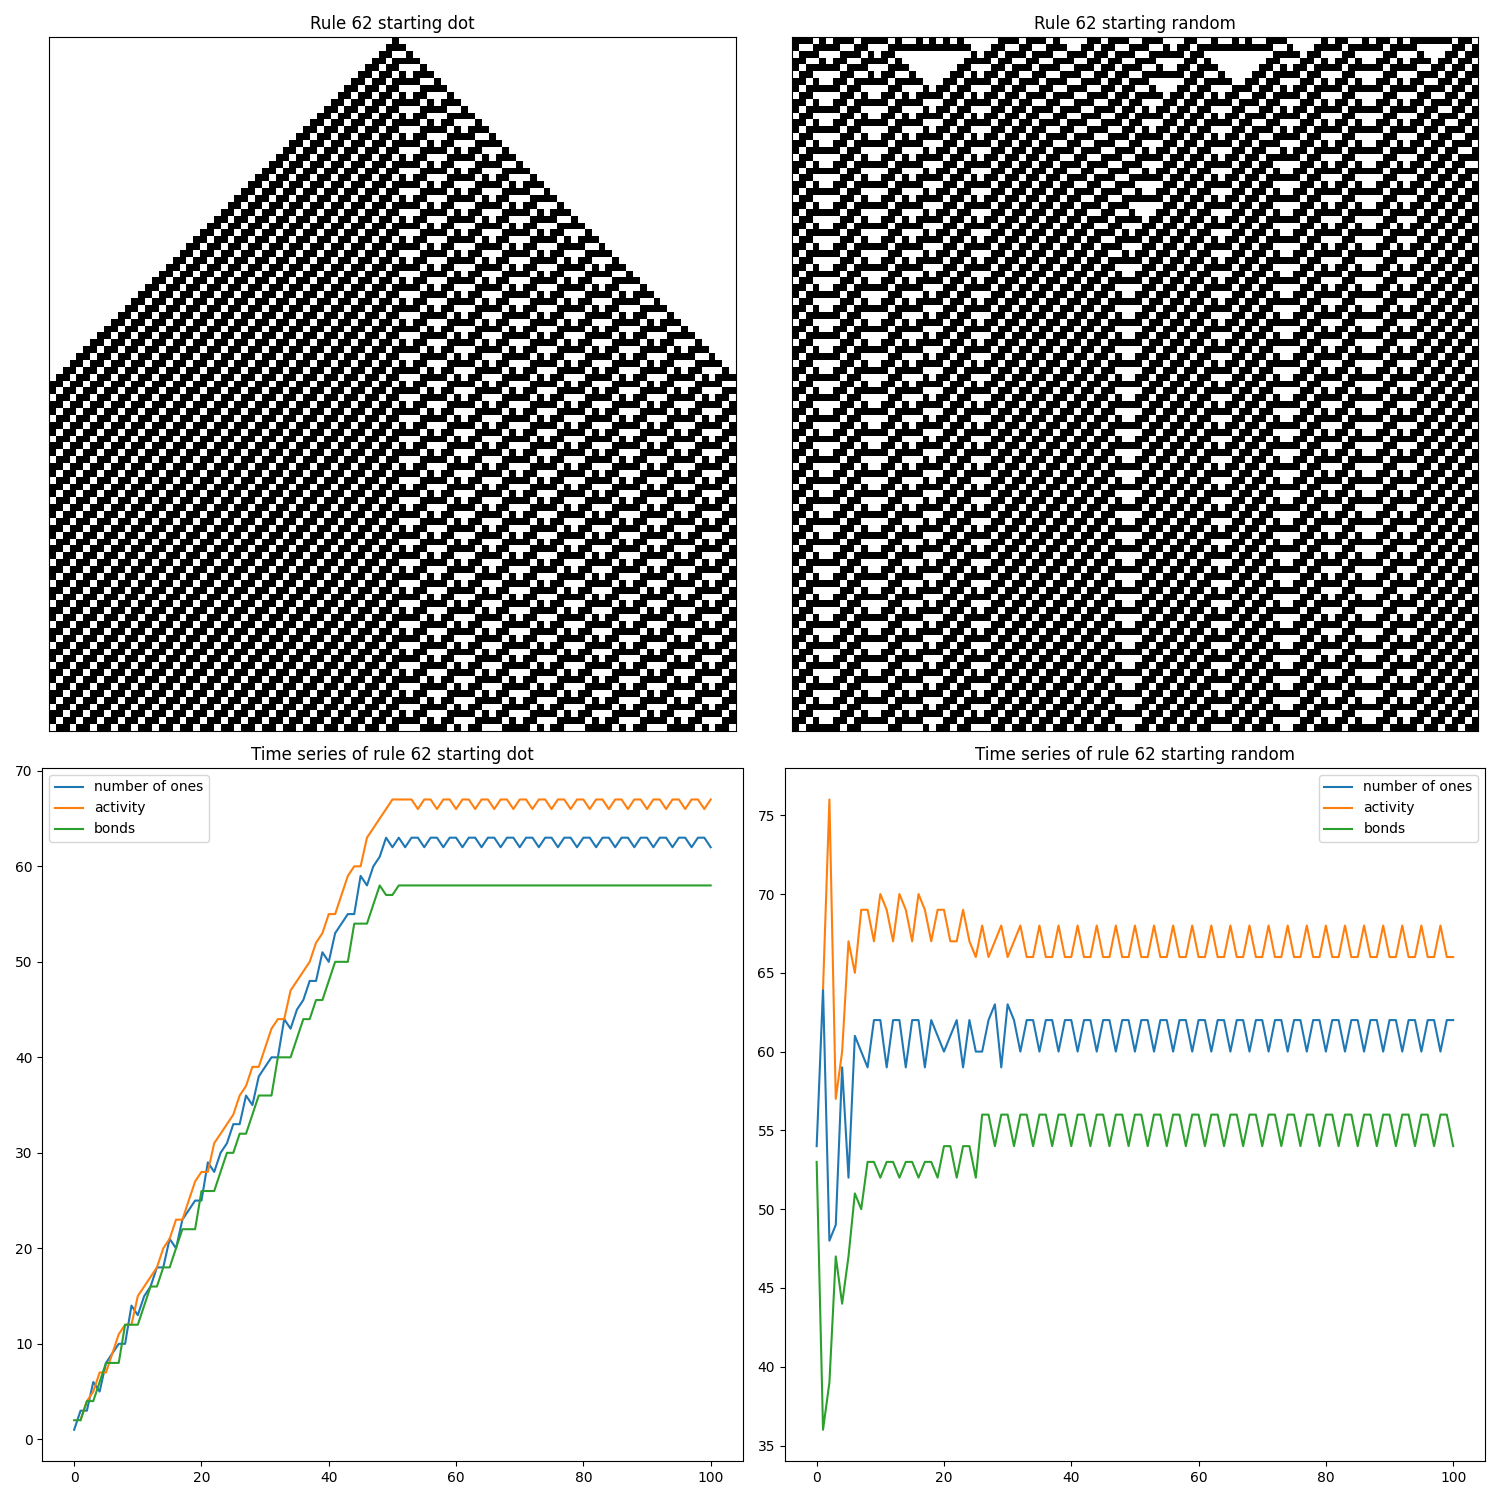 Rule 62 starting dot
Rule 62 starting random
Time series of rule 62 starting dot
70
60
50
40
30
20
10
0
number of ones
activity
bonds
0 20 40 60 80 100
Time series of rule 62 starting random
75
70
65
60
55
50
45
40
35
number of ones
activity
bonds
0 20 40 60 80 100